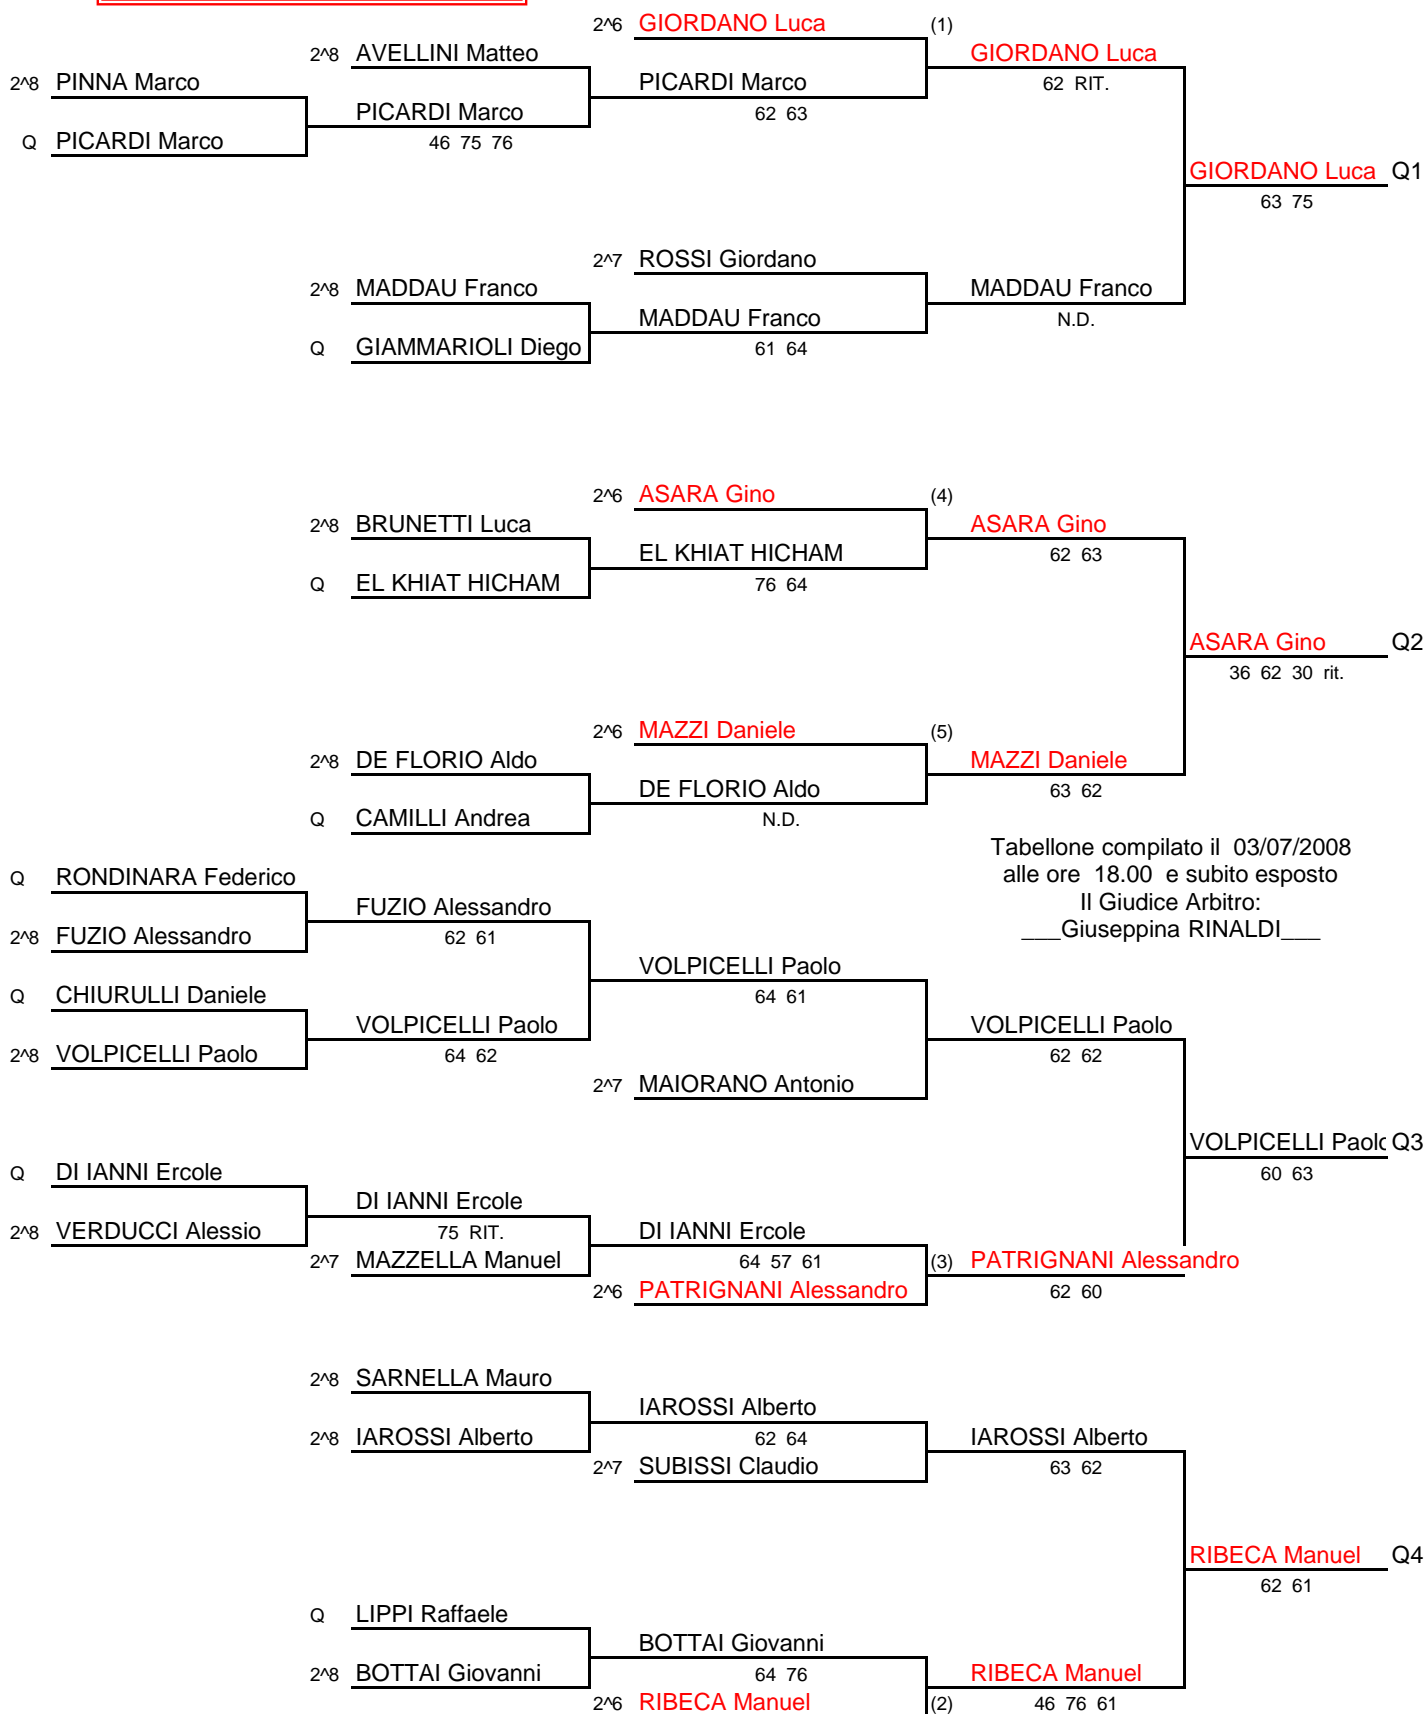 2^6 GIORDANO Luca (1)
2^8 AVELLINI Matteo GIORDANO Luca
2^8 PINNA Marco PICARDI Marco 62 RIT.
PICARDI Marco 62 63
Q PICARDI Marco 46 75 76
GIORDANO Luca Q1
63 75
2^7 ROSSI Giordano
2^8 MADDAU Franco MADDAU Franco
MADDAU Franco N.D.
Q GIAMMARIOLI Diego 61 64
2^6 ASARA Gino (4)
2^8 BRUNETTI Luca ASARA Gino
EL KHIAT HICHAM 62 63
Q EL KHIAT HICHAM 76 64
ASARA Gino Q2
36 62 30 rit.
2^6 MAZZI Daniele (5)
2^8 DE FLORIO Aldo MAZZI Daniele
DE FLORIO Aldo 63 62
Q CAMILLI Andrea N.D.
Tabellone compilato il 03/07/2008
Q RONDINARA Federico alle ore 18.00 e subito esposto
FUZIO Alessandro Il Giudice Arbitro:
2^8 FUZIO Alessandro 62 61 ___Giuseppina RINALDI___
VOLPICELLI Paolo
Q CHIURULLI Daniele 64 61
VOLPICELLI Paolo VOLPICELLI Paolo
2^8 VOLPICELLI Paolo 64 62 62 62
2^7 MAIORANO Antonio
VOLPICELLI Paolo Q3
Q DI IANNI Ercole 60 63
DI IANNI Ercole
2^8 VERDUCCI Alessio 75 RIT. DI IANNI Ercole
2^7 MAZZELLA Manuel 64 57 61 (3) PATRIGNANI Alessandro
2^6 PATRIGNANI Alessandro 62 60
2^8 SARNELLA Mauro
IAROSSI Alberto
2^8 IAROSSI Alberto 62 64 IAROSSI Alberto
2^7 SUBISSI Claudio 63 62
RIBECA Manuel Q4
62 61
Q LIPPI Raffaele
BOTTAI Giovanni
2^8 BOTTAI Giovanni 64 76 RIBECA Manuel
2^6 RIBECA Manuel (2) 46 76 61